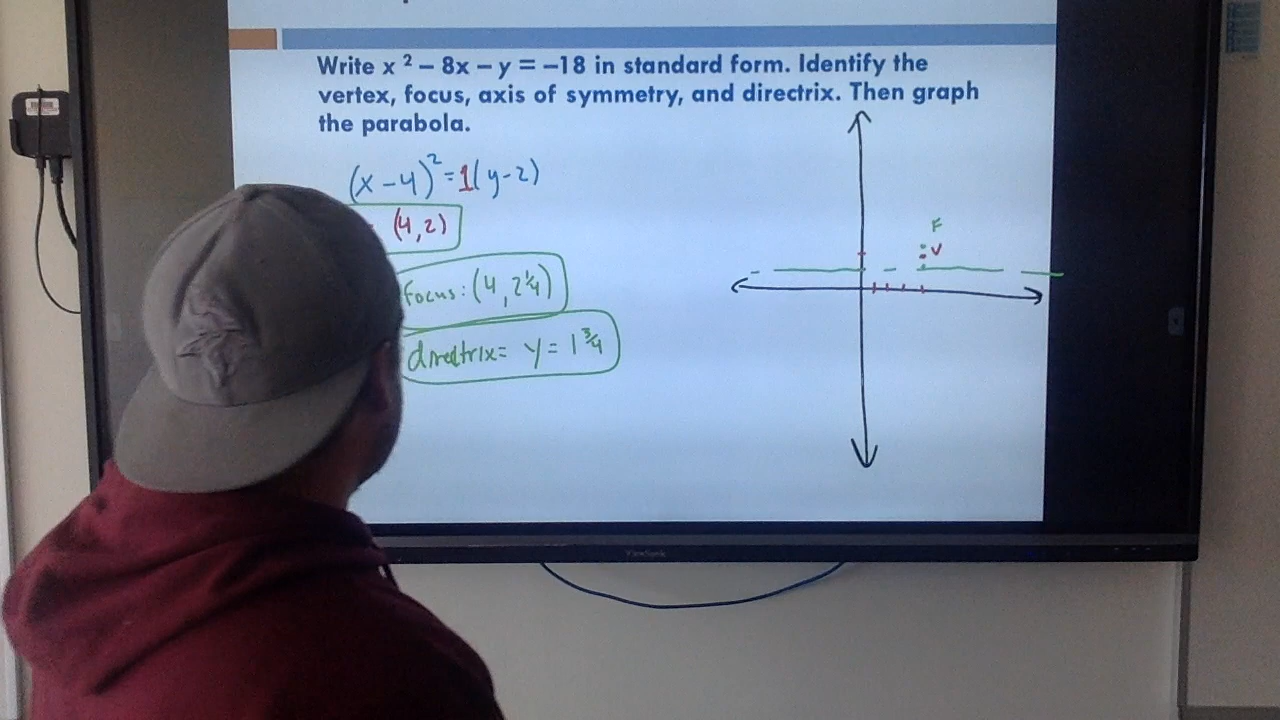 Write x ² – 8x – y = –18 in standard form. Identify the
vertex, focus, axis of symmetry, and directrix. Then graph
the parabola.
(x-4)² = 1(y-2)
(4,2)
focus: (4, 2¼)
directrix= y = 1¾
F
V
ViewSonic